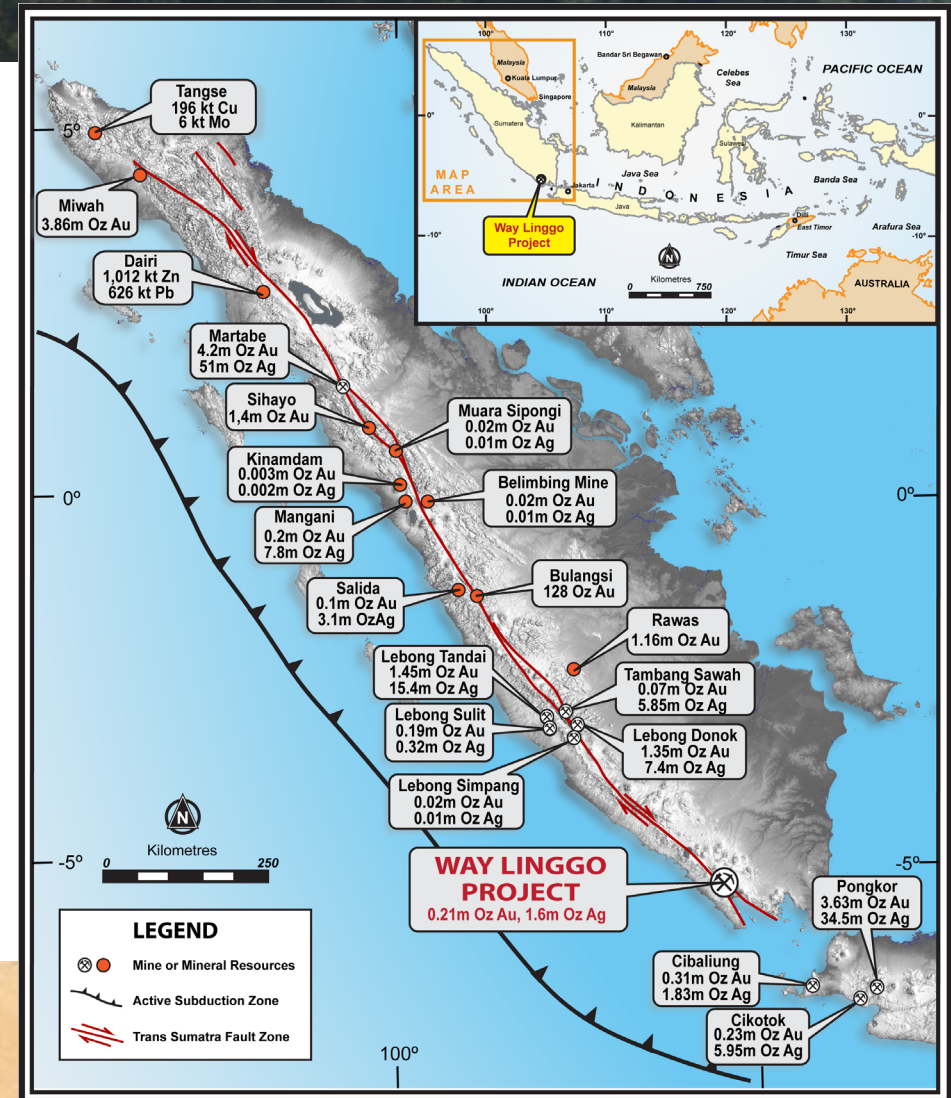 100°
110°
120°
130°
Bandar Sri Begawan
Malaysia
Kuala Lumpur
Singapore
Malaysia
Celebes
Sea
PACIFIC OCEAN
0°
0°
Sumatera
Kalimantan
Sulawesi
MAP
AREA
Jakarta
Java Sea
INDONESIA
Banda Sea
Java
Way Linggo
Project
Dili
East Timor
Arafura Sea
-10°
-10°
Timur Sea
INDIAN OCEAN
N
Kilometres
0
750
AUSTRALIA
100°
110°
120°
130°
Tangse
196 kt Cu
6 kt Mo
5º
Miwah
3.86m Oz Au
Dairi
1,012 kt Zn
626 kt Pb
Martabe
4.2m Oz Au
51m Oz Ag
Sihayo
1,4m Oz Au
Muara Sipongi
0.02m Oz Au
0.01m Oz Ag
Kinamdam
0.003m Oz Au
0.002m Oz Ag
Belimbing Mine
0.02m Oz Au
0.01m Oz Ag
0º
0º
Mangani
0.2m Oz Au
7.8m Oz Ag
Salida
0.1m Oz Au
3.1m OzAg
Bulangsi
128 Oz Au
Rawas
1.16m Oz Au
Lebong Tandai
1.45m Oz Au
15.4m Oz Ag
Tambang Sawah
0.07m Oz Au
5.85m Oz Ag
Lebong Sulit
0.19m Oz Au
0.32m Oz Ag
Lebong Donok
1.35m Oz Au
7.4m Oz Ag
Lebong Simpang
0.02m Oz Au
0.01m Oz Ag
N
Kilometres
0
250
-5º
-5º
WAY LINGGO
PROJECT
0.21m Oz Au, 1.6m Oz Ag
Pongkor
3.63m Oz Au
34.5m Oz Ag
Cibaliung
0.31m Oz Au
1.83m Oz Ag
Cikotok
0.23m Oz Au
5.95m Oz Ag
LEGEND
Mine or Mineral Resources
Active Subduction Zone
Trans Sumatra Fault Zone
100º